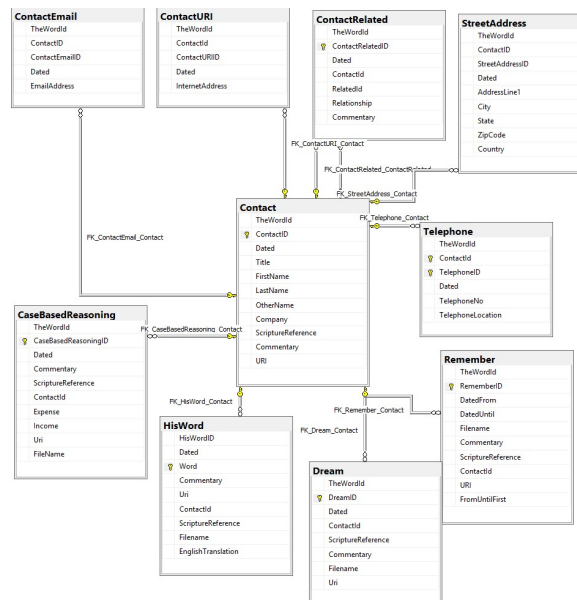 ContactEmail
TheWordId
ContactID
ContactEmailID
Dated
EmailAddress
ContactURI
TheWordId
ContactId
ContactURIID
Dated
InternetAddress
ContactRelated
TheWordId
ContactRelatedID
Dated
ContactId
RelatedId
Relationship
Commentary
StreetAddress
TheWordId
ContactID
StreetAddressID
Dated
AddressLine1
City
State
ZipCode
Country
FK_ContactURI_Contact
FK_ContactRelated_ContactRelated
FK_StreetAddress_Contact
FK_Telephone_Contact
FK_ContactEmail_Contact
Contact
TheWordId
ContactID
Dated
Title
FirstName
LastName
OtherName
Company
ScriptureReference
Commentary
URI
Telephone
TheWordId
ContactId
TelephoneID
Dated
TelephoneNo
TelephoneLocation
CaseBasedReasoning
TheWordId
CaseBasedReasoningID
Dated
Commentary
ScriptureReference
ContactId
Expense
Income
Uri
FileName
FK_CaseBasedReasoning_Contact
FK_HisWord_Contact
FK_Remember_Contact
FK_Dream_Contact
Remember
TheWordId
RememberID
DatedFrom
DatedUntil
Filename
Commentary
ScriptureReference
ContactId
URI
FromUntilFirst
HisWord
HisWordID
Dated
Word
Commentary
Uri
ContactId
ScriptureReference
Filename
EnglishTranslation
Dream
TheWordId
DreamID
Dated
ContactId
ScriptureReference
Commentary
Filename
Uri